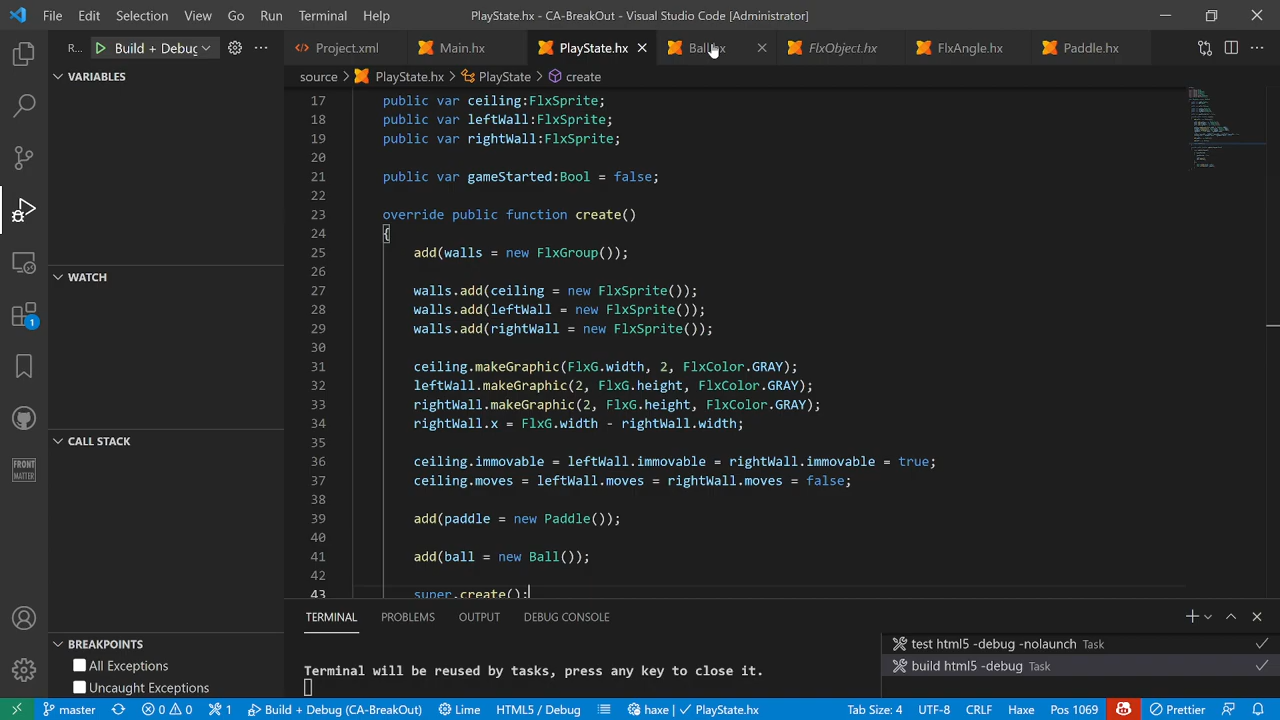 File Edit Selection View Go Run Terminal Help PlayState.hx - CA-BreakOut - Visual Studio Code [Administrator]
R... Build + Debug Project.xml Main.hx PlayState.hx Ball.hx FlxObject.hx FlxAngle.hx Paddle.hx
source > PlayState.hx > PlayState > create
VARIABLES
WATCH
CALL STACK
BREAKPOINTS
All Exceptions
Uncaught Exceptions
1
FRONT
MATTER
17 public var ceiling:FlxSprite;
18 public var leftWall:FlxSprite;
19 public var rightWall:FlxSprite;
20
21 public var gameStarted:Bool = false;
22
23 override public function create()
24 {
25 add(walls = new FlxGroup());
26
27 walls.add(ceiling = new FlxSprite());
28 walls.add(leftWall = new FlxSprite());
29 walls.add(rightWall = new FlxSprite());
30
31 ceiling.makeGraphic(FlxG.width, 2, FlxColor.GRAY);
32 leftWall.makeGraphic(2, FlxG.height, FlxColor.GRAY);
33 rightWall.makeGraphic(2, FlxG.height, FlxColor.GRAY);
34 rightWall.x = FlxG.width - rightWall.width;
35
36 ceiling.immovable = leftWall.immovable = rightWall.immovable = true;
37 ceiling.moves = leftWall.moves = rightWall.moves = false;
38
39 add(paddle = new Paddle());
40
41 add(ball = new Ball());
42
43 super.create();
TERMINAL PROBLEMS OUTPUT DEBUG CONSOLE
Terminal will be reused by tasks, press any key to close it.
test html5 -debug -nolaunch Task
build html5 -debug Task
master 0 0 1 Build + Debug (CA-BreakOut) Lime HTML5 / Debug haxe | PlayState.hx Tab Size: 4 UTF-8 CRLF Haxe Pos 1069 Prettier